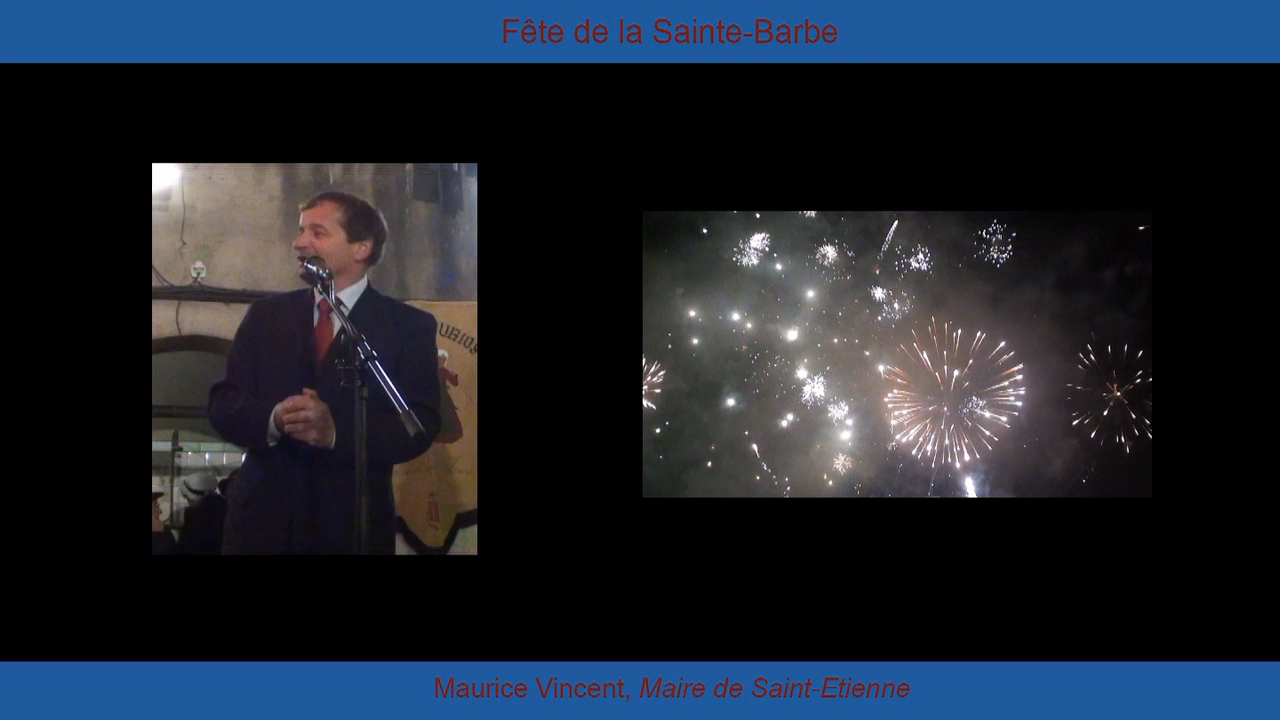 Fête de la Sainte-Barbe
Maurice Vincent, Maire de Saint-Etienne